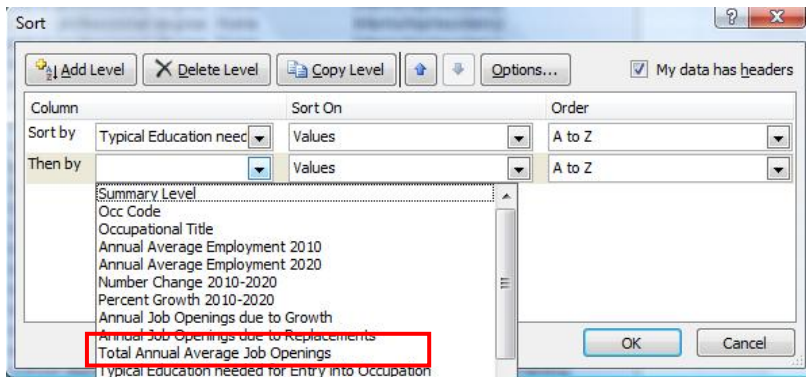 Sort
Add Level Delete Level Copy Level Options... My data has headers
Column Sort On Order
Sort by Typical Education neec Values A to Z
Then by Values A to Z
Summary Level
Occ Code
Occupational Title
Annual Average Employment 2010
Annual Average Employment 2020
Number Change 2010-2020
Percent Growth 2010-2020
Annual Job Openings due to Growth
Annual Job Openings due to Replacements
Total Annual Average Job Openings
Typical Education needed for Entry into Occupation
OK Cancel